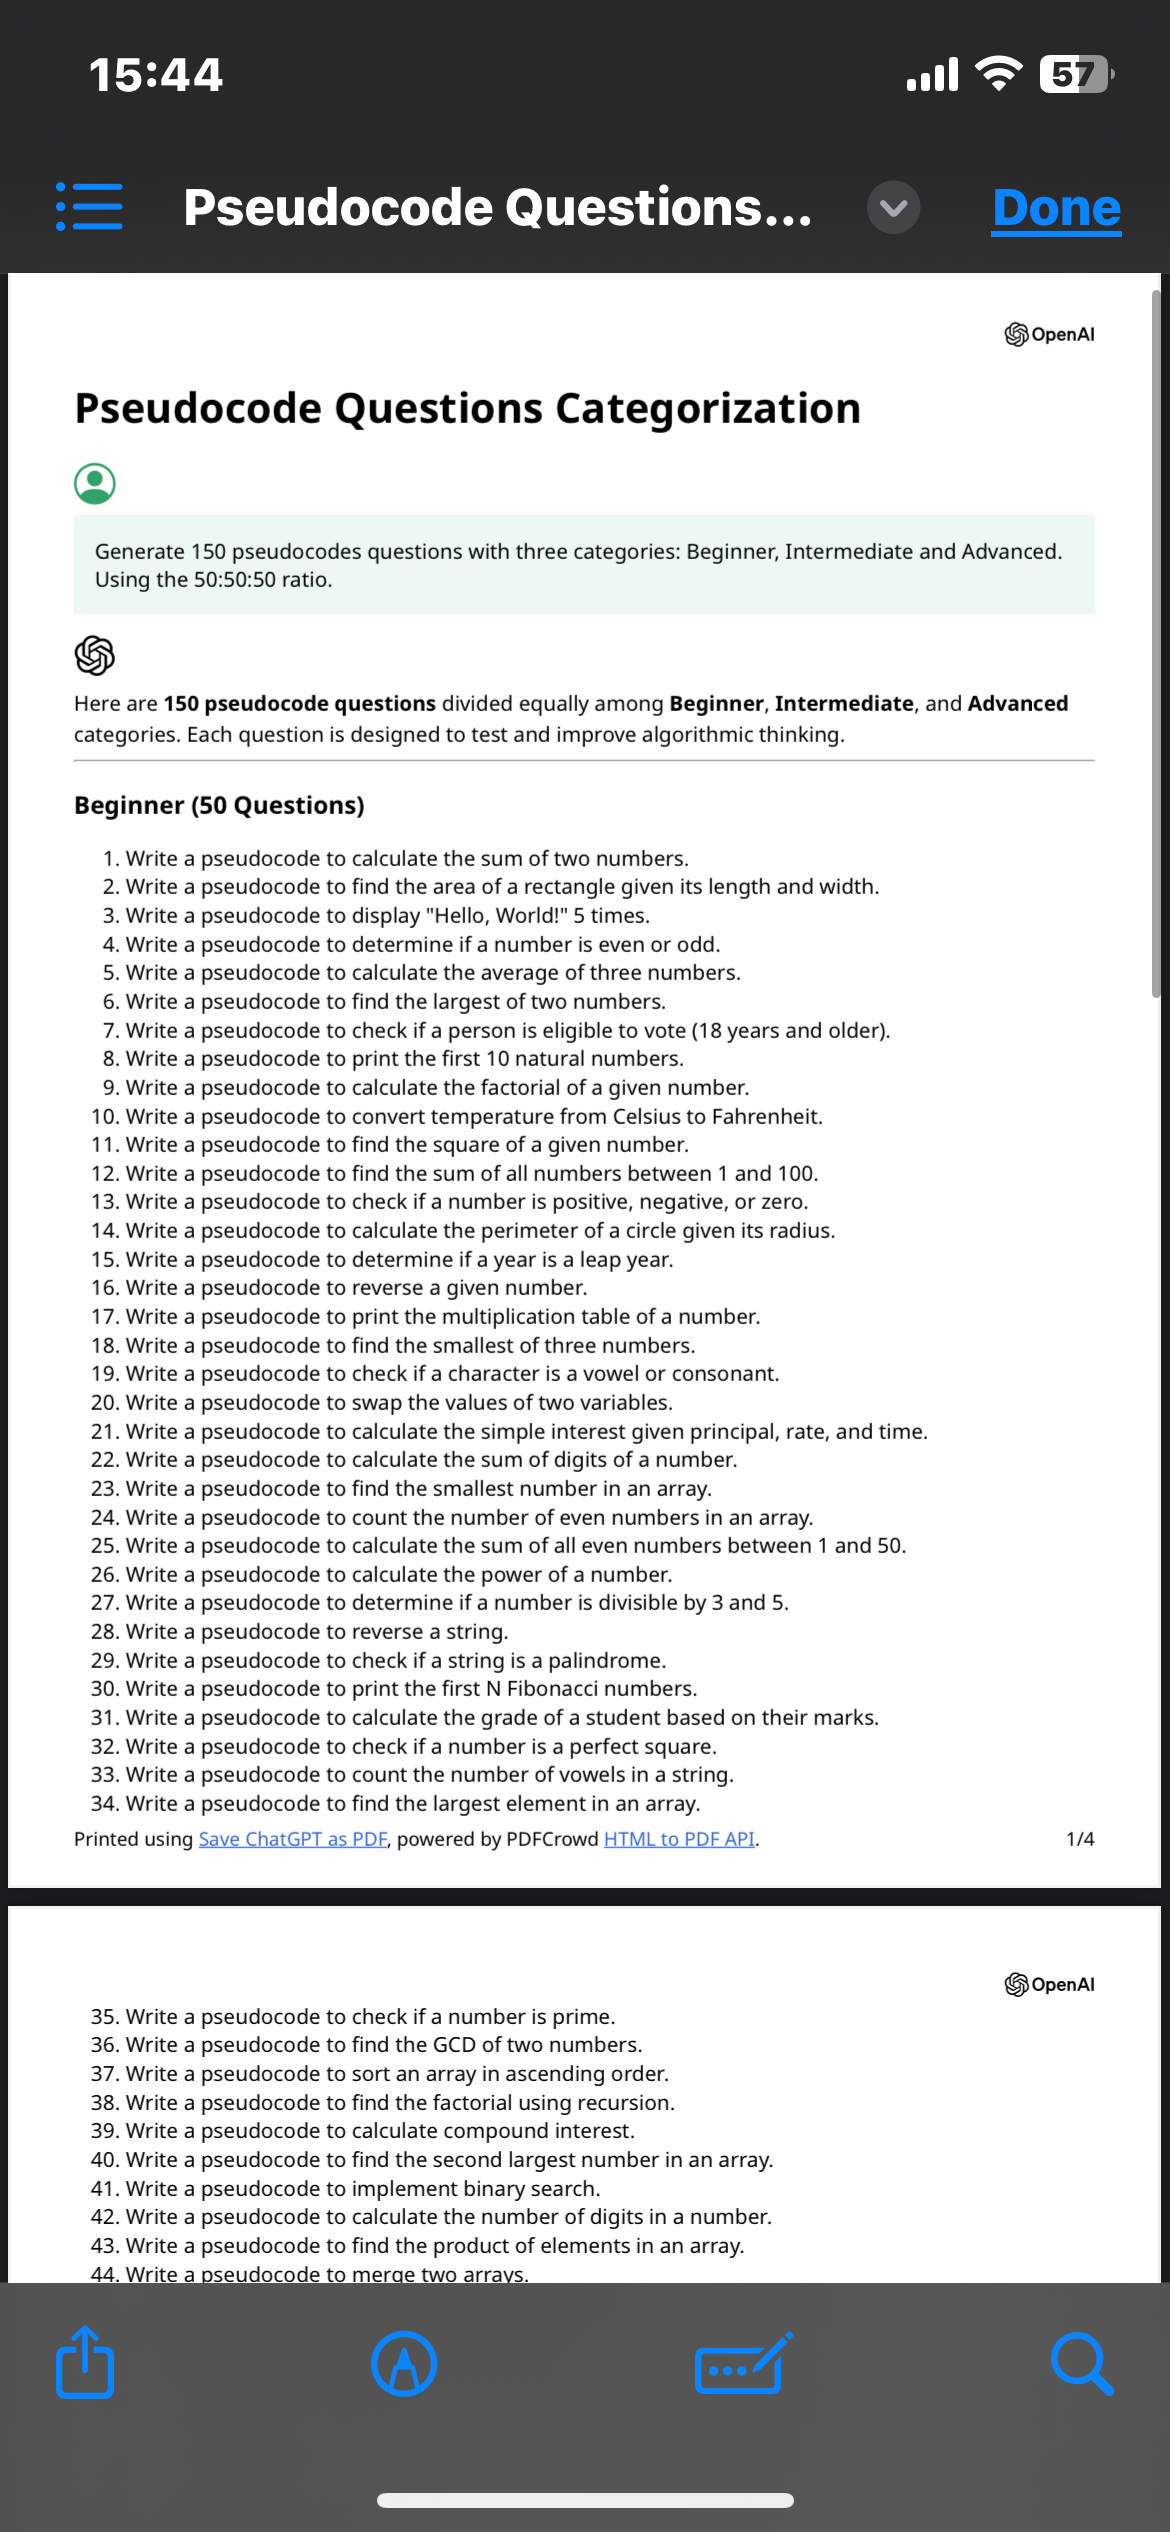 15:44
57
Pseudocode Questions...
Done
OpenAI
Pseudocode Questions Categorization
Generate 150 pseudocodes questions with three categories: Beginner, Intermediate and Advanced.
Using the 50:50:50 ratio.
Here are 150 pseudocode questions divided equally among Beginner, Intermediate, and Advanced
categories. Each question is designed to test and improve algorithmic thinking.
Beginner (50 Questions)
1. Write a pseudocode to calculate the sum of two numbers.
2. Write a pseudocode to find the area of a rectangle given its length and width.
3. Write a pseudocode to display "Hello, World!" 5 times.
4. Write a pseudocode to determine if a number is even or odd.
5. Write a pseudocode to calculate the average of three numbers.
6. Write a pseudocode to find the largest of two numbers.
7. Write a pseudocode to check if a person is eligible to vote (18 years and older).
8. Write a pseudocode to print the first 10 natural numbers.
9. Write a pseudocode to calculate the factorial of a given number.
10. Write a pseudocode to convert temperature from Celsius to Fahrenheit.
11. Write a pseudocode to find the square of a given number.
12. Write a pseudocode to find the sum of all numbers between 1 and 100.
13. Write a pseudocode to check if a number is positive, negative, or zero.
14. Write a pseudocode to calculate the perimeter of a circle given its radius.
15. Write a pseudocode to determine if a year is a leap year.
16. Write a pseudocode to reverse a given number.
17. Write a pseudocode to print the multiplication table of a number.
18. Write a pseudocode to find the smallest of three numbers.
19. Write a pseudocode to check if a character is a vowel or consonant.
20. Write a pseudocode to swap the values of two variables.
21. Write a pseudocode to calculate the simple interest given principal, rate, and time.
22. Write a pseudocode to calculate the sum of digits of a number.
23. Write a pseudocode to find the smallest number in an array.
24. Write a pseudocode to count the number of even numbers in an array.
25. Write a pseudocode to calculate the sum of all even numbers between 1 and 50.
26. Write a pseudocode to calculate the power of a number.
27. Write a pseudocode to determine if a number is divisible by 3 and 5.
28. Write a pseudocode to reverse a string.
29. Write a pseudocode to check if a string is a palindrome.
30. Write a pseudocode to print the first N Fibonacci numbers.
31. Write a pseudocode to calculate the grade of a student based on their marks.
32. Write a pseudocode to check if a number is a perfect square.
33. Write a pseudocode to count the number of vowels in a string.
34. Write a pseudocode to find the largest element in an array.
Printed using Save ChatGPT as PDF, powered by PDFCrowd HTML to PDF API.
1/4
OpenAI
35. Write a pseudocode to check if a number is prime.
36. Write a pseudocode to find the GCD of two numbers.
37. Write a pseudocode to sort an array in ascending order.
38. Write a pseudocode to find the factorial using recursion.
39. Write a pseudocode to calculate compound interest.
40. Write a pseudocode to find the second largest number in an array.
41. Write a pseudocode to implement binary search.
42. Write a pseudocode to calculate the number of digits in a number.
43. Write a pseudocode to find the product of elements in an array.
44. Write a pseudocode to merge two arrays.